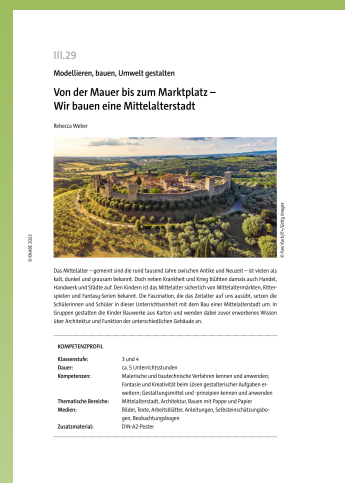 III.29
Modellieren, bauen, Umwelt gestalten
Von der Mauer bis zum Marktplatz –
Wir bauen eine Mittelalterstadt
Rebecca Weber
© RAABE 2023
Das Mittelalter – gemeint sind die rund tausend Jahre zwischen Antike und Neuzeit – ist vielen als
kalt, dunkel und grausam bekannt. Doch neben Krankheit und Krieg blühten damals auch Handel,
Handwerk und Städte auf. Den Kindern ist das Mittelalter sicherlich von Mittelaltermärkten, Ritter-
spielen und Fantasy-Serien bekannt. Die Faszination, die das Zeitalter auf uns ausübt, setzen die
Schülerinnen und Schüler in dieser Unterrichtseinheit mit dem Bau einer Mittelalterstadt um. In
Gruppen gestalten die Kinder Bauwerke aus Karton und wenden dabei zuvor erworbenes Wissen
über Architektur und Funktion der unterschiedlichen Gebäude an.
KOMPETENZPROFIL
Klassenstufe: 3 und 4
Dauer: ca. 5 Unterrichtsstunden
Kompetenzen: Malerische und bautechnische Verfahren kennen und anwenden;
Fantasie und Kreativität beim Lösen gestalterischer Aufgaben er-
weitern; Gestaltungsmittel und -prinzipien kennen und anwenden
Thematische Bereiche: Mittelalterstadt, Architektur, Bauen mit Pappe und Papier
Medien: Bilder, Texte, Arbeitsblätter, Anleitungen, Selbsteinschätzungsbo-
gen, Beobachtungsbogen
Zusatzmaterial: DIN-A2-Poster